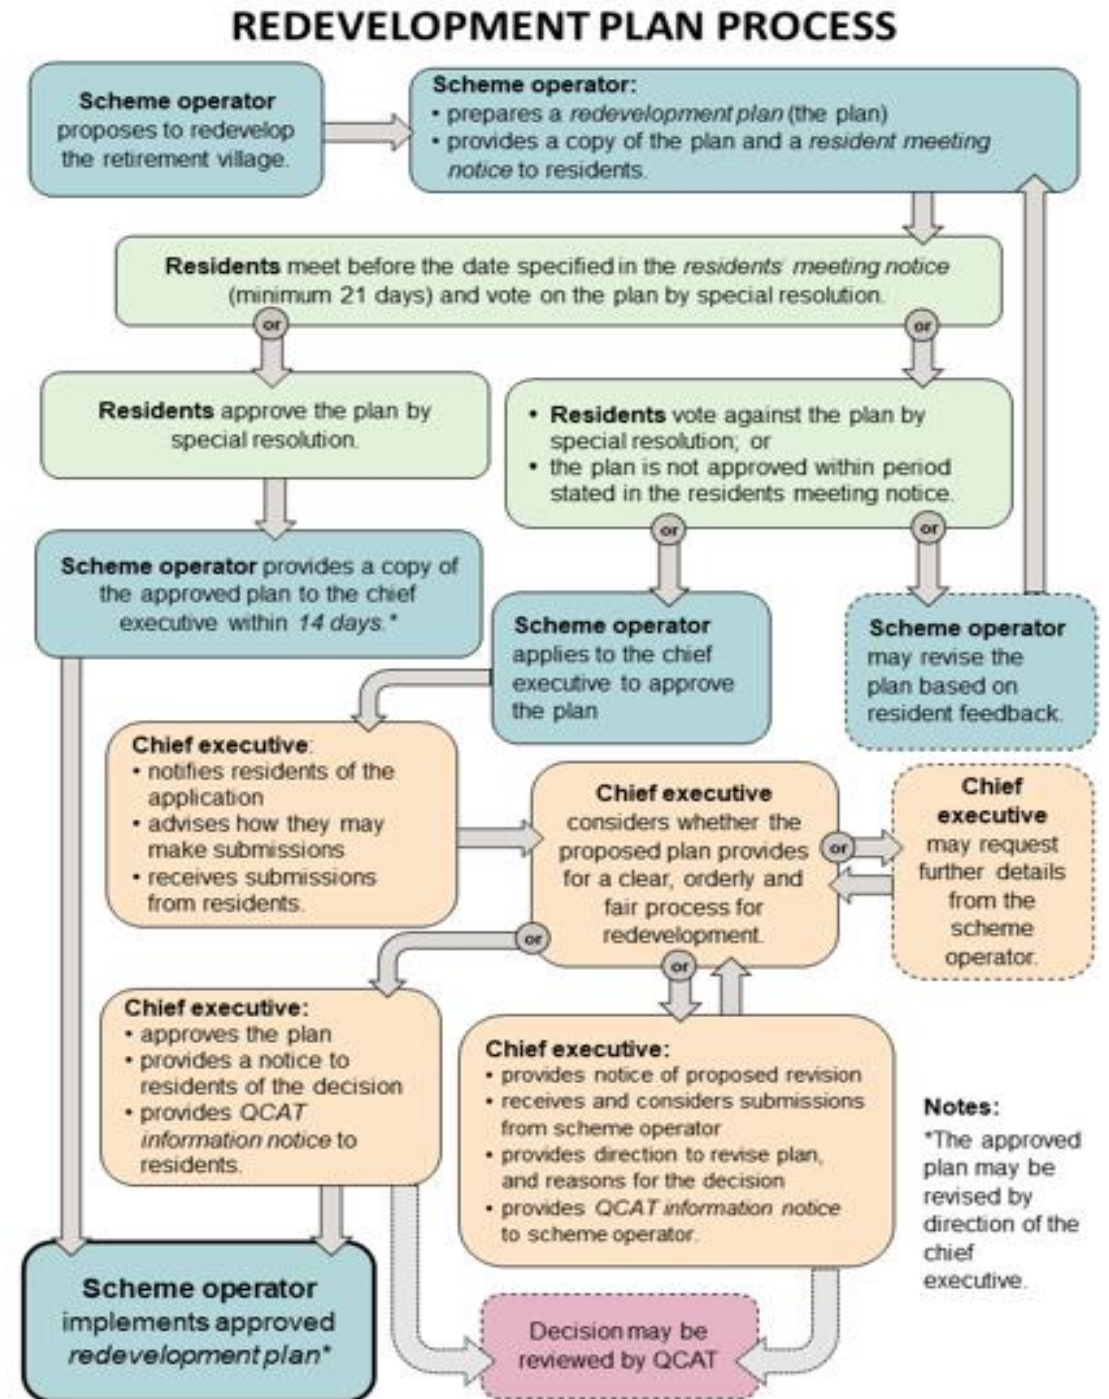 REDEVELOPMENT PLAN PROCESS
Scheme operator
proposes to redevelop
the retirement village.
Scheme operator:
• prepares a redevelopment plan (the plan)
• provides a copy of the plan and a resident meeting
notice to residents.
Residents meet before the date specified in the residents' meeting notice
(minimum 21 days) and vote on the plan by special resolution.
or
or
Residents approve the plan by
special resolution.
• Residents vote against the plan by
special resolution; or
• the plan is not approved within period
stated in the residents meeting notice.
or
or
Scheme operator provides a copy of
the approved plan to the chief
executive within 14 days.*
Scheme operator
applies to the chief
executive to approve
the plan
Scheme operator
may revise the
plan based on
resident feedback.
Chief executive:
• notifies residents of the
application
• advises how they may
make submissions
• receives submissions
from residents.
Chief executive
considers whether the
proposed plan provides
for a clear, orderly and
fair process for
redevelopment.
or
Chief
executive
may request
further details
from the
scheme
operator.
or
or
Chief executive:
• approves the plan
• provides a notice to
residents of the decision
• provides QCAT
information notice to
residents.
Chief executive:
• provides notice of proposed revision
• receives and considers submissions
from scheme operator
• provides direction to revise plan,
and reasons for the decision
• provides QCAT information notice
to scheme operator.
Notes:
*The approved
plan may be
revised by
direction of the
chief
executive.
Scheme operator
implements approved
redevelopment plan*
Decision may be
reviewed by QCAT